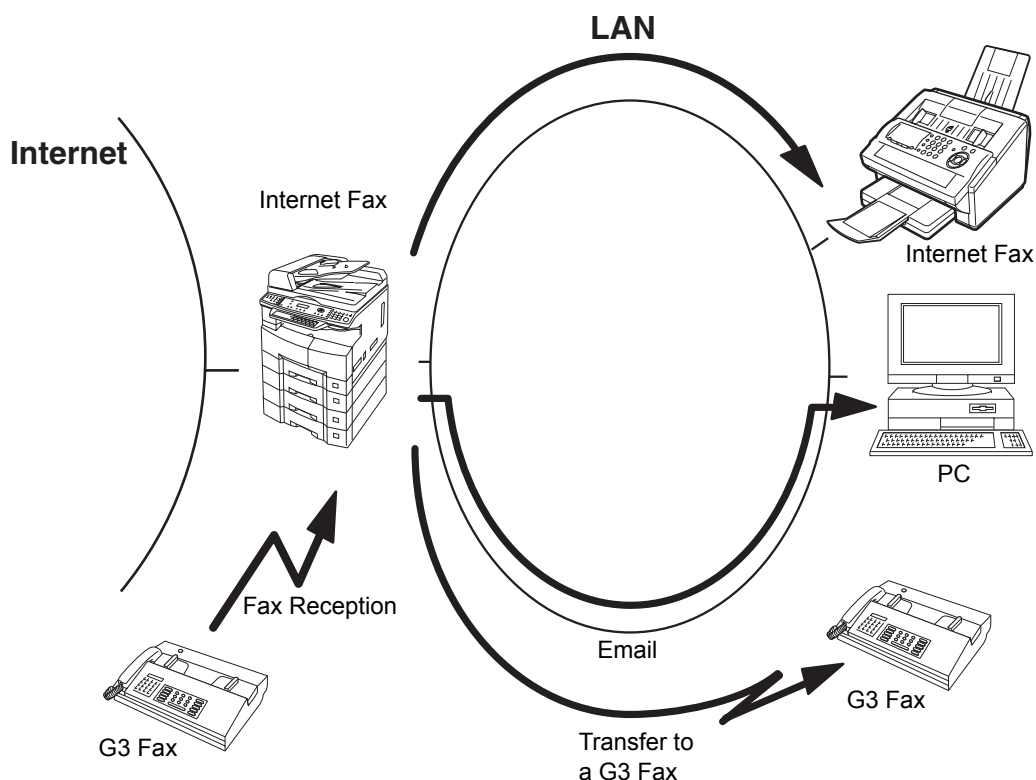 LAN
Internet
Internet Fax
Internet Fax
PC
Fax Reception
Email
G3 Fax
G3 Fax
Transfer to
a G3 Fax